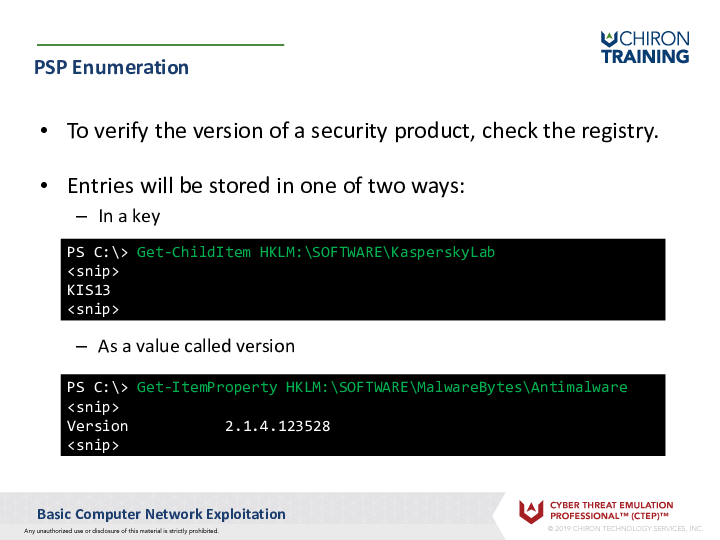 CHIRON
TRAINING
PSP Enumeration
• To verify the version of a security product, check the registry.
• Entries will be stored in one of two ways:
– In a key
PS C:\> Get-ChildItem HKLM:\SOFTWARE\KasperskyLab
<snip>
KIS13
<snip>
– As a value called version
PS C:\> Get-ItemProperty HKLM:\SOFTWARE\MalwareBytes\Antimalware
<snip>
Version 2.1.4.123528
<snip>
Basic Computer Network Exploitation
Any unauthorized use or disclosure of this material is strictly prohibited.
CYBER THREAT EMULATION
PROFESSIONAL™ (CTEP)™
© 2019 CHIRON TECHNOLOGY SERVICES, INC.